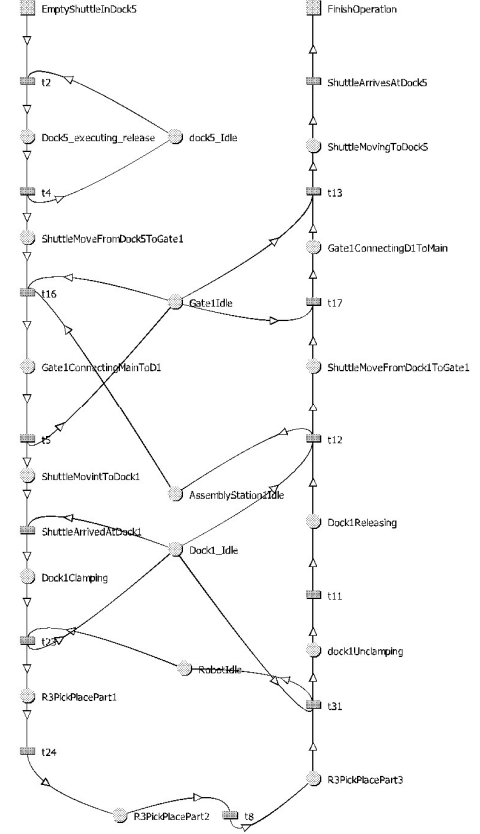 EmptyShuttleInDock5
FinishOperation
t2
ShuttleArrivesAtDock5
Dock5_executing_release
dock5_Idle
ShuttleMovingToDock5
t4
t13
ShuttleMoveFromDock5ToGate1
Gate1ConnectingD1ToMain
t16
Gate1Idle
t17
Gate1ConnectingMainToD1
ShuttleMoveFromDock1ToGate1
t5
t12
ShuttleMovintToDock1
AssemblyStation1Idle
ShuttleArrivedAtDock1
Dock1Releasing
Dock1_Idle
Dock1Clamping
t11
t23
dock1Unclamping
RobotIdle
R3PickPlacePart1
t31
t24
R3PickPlacePart3
R3PickPlacePart2
t8